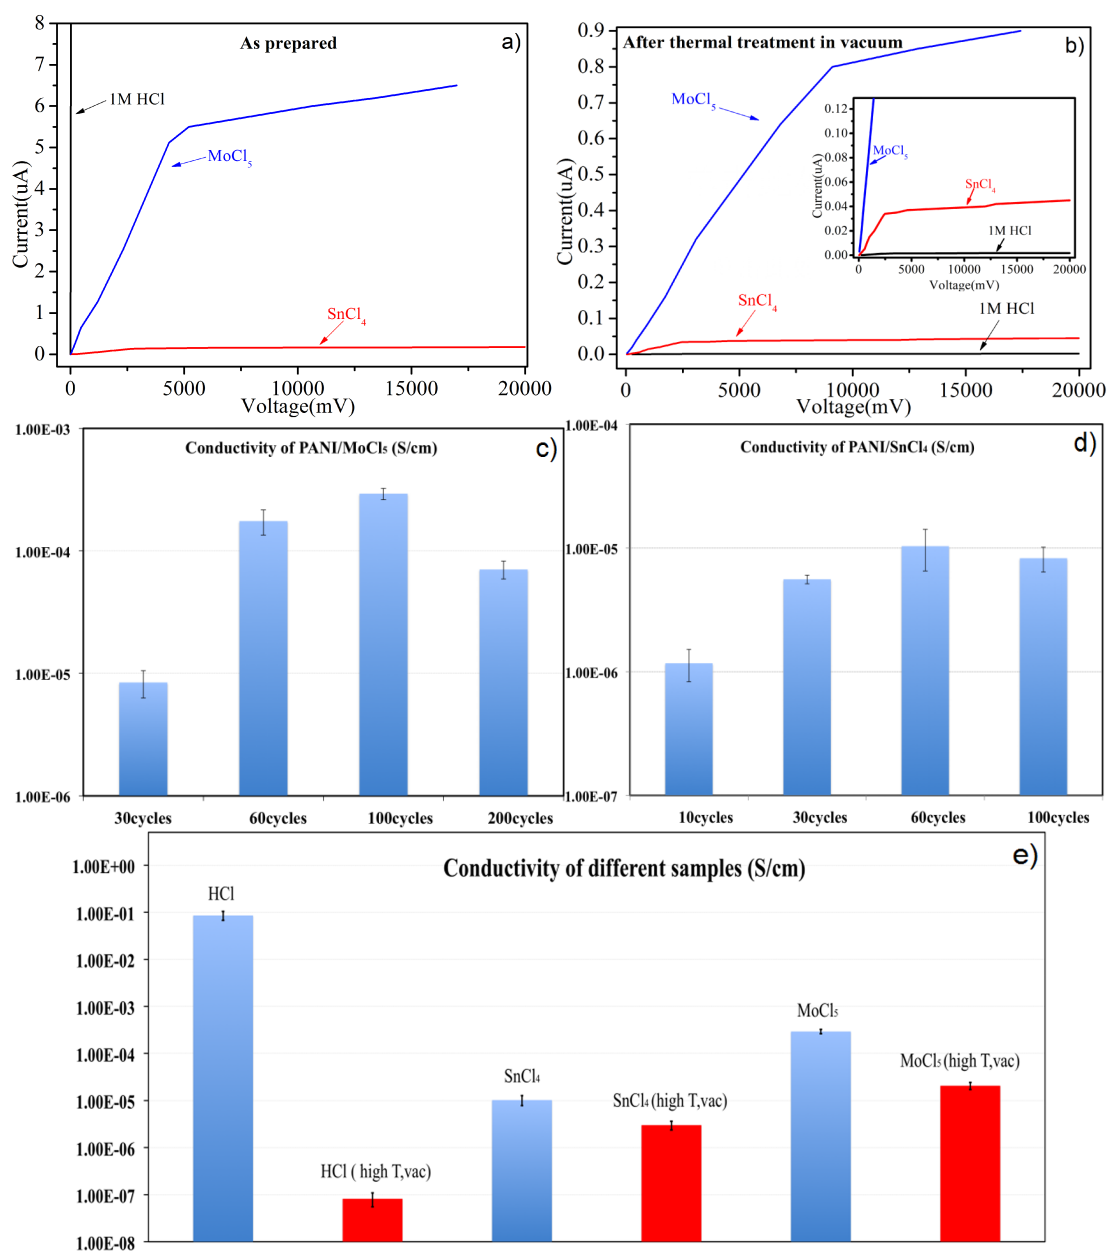 As prepared
a)
8
7
6
5
4
3
2
1
0
Current(uA)
1M HCl
MoCl5
SnCl4
0
5000
10000
15000
20000
Voltage(mV)
After thermal treatment in vacuum
b)
0.9
0.8
0.7
0.6
0.5
0.4
0.3
0.2
0.1
0.0
Current(uA)
MoCl5
SnCl4
1M HCl
0
5000
10000
15000
20000
Voltage(mV)
0.12
0.10
0.08
0.06
0.04
0.02
0.00
Current(uA)
MoCl5
SnCl4
1M HCl
0
5000
10000
15000
20000
Voltage(mV)
Conductivity of PANI/MoCl5 (S/cm)
c)
1.00E-03
1.00E-04
1.00E-05
1.00E-06
30cycles
60cycles
100cycles
200cycles
Conductivity of PANI/SnCl4 (S/cm)
d)
1.00E-04
1.00E-05
1.00E-06
1.00E-07
10cycles
30cycles
60cycles
100cycles
Conductivity of different samples (S/cm)
e)
1.00E+00
1.00E-01
1.00E-02
1.00E-03
1.00E-04
1.00E-05
1.00E-06
1.00E-07
1.00E-08
HCl
HCl ( high T,vac)
SnCl4
SnCl4 (high T,vac)
MoCl5
MoCl5 (high T,vac)